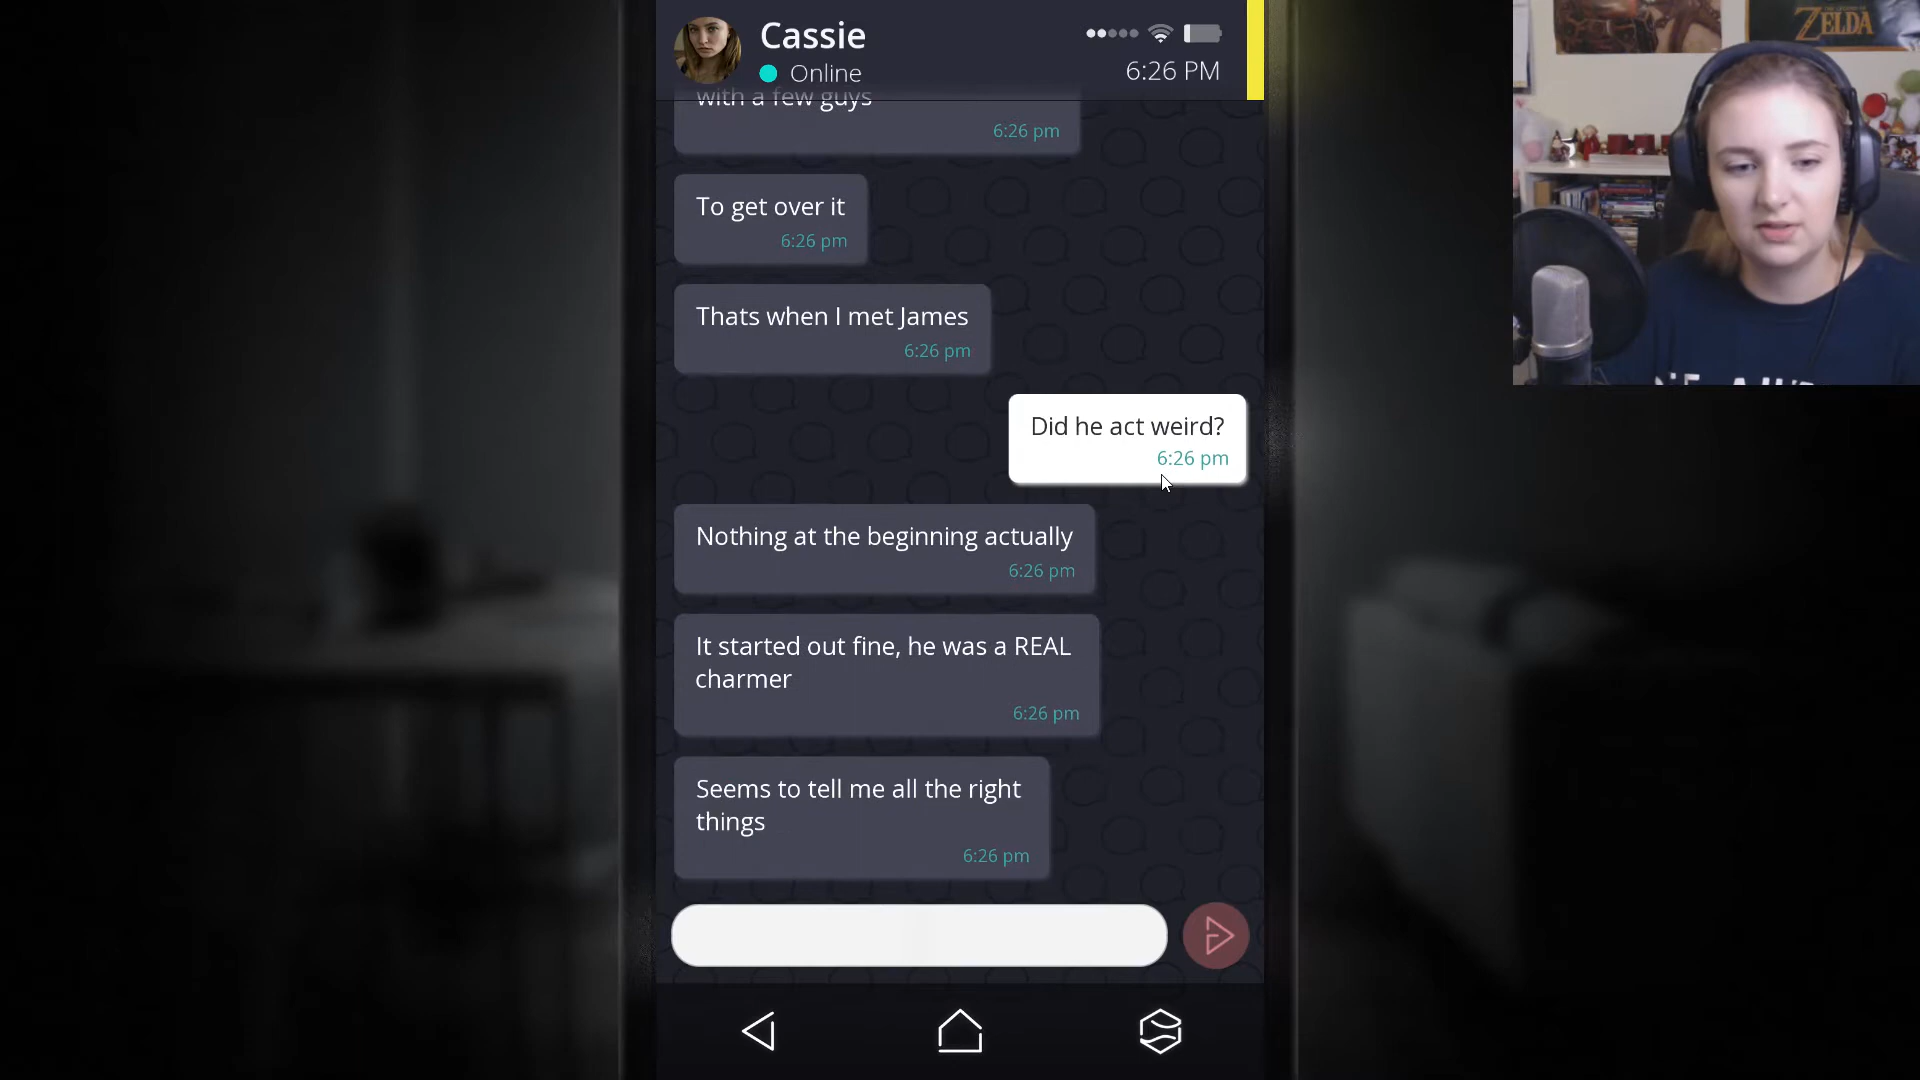 Cassie
Online
6:26 PM
with a few guys
6:26 pm
To get over it
6:26 pm
Thats when I met James
6:26 pm
Did he act weird?
6:26 pm
Nothing at the beginning actually
6:26 pm
It started out fine, he was a REAL
charmer
6:26 pm
Seems to tell me all the right
things
6:26 pm
ZELDA